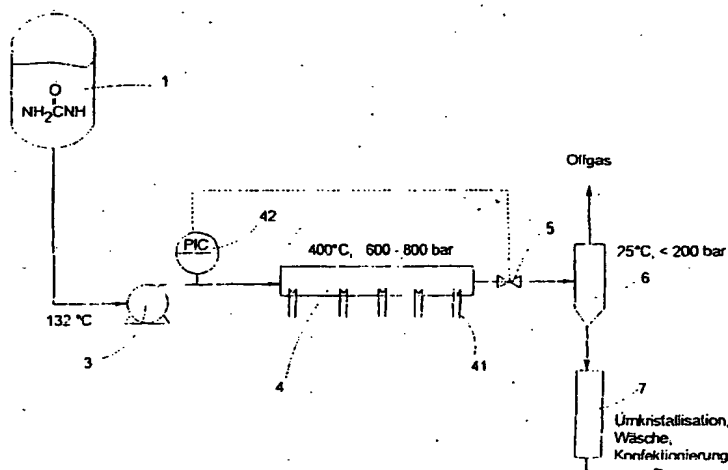 1
O
NH₂CNH
Offgas
42
PIC
400°C, 600 - 800 bar
5
25°C, < 200 bar
6
132 °C
3
4
41
7
Umkristallisation,
Wäsche,
Konfektionierung